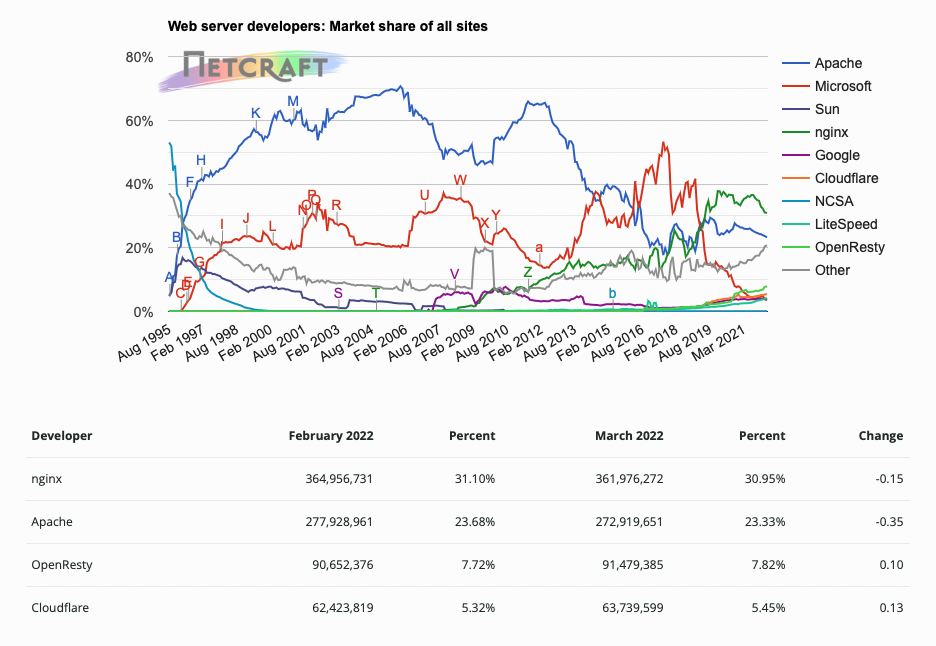 Web server developers: Market share of all sites
NETCRAFT
80%
60%
40%
20%
0%
A
B
C
D
E
F
G
H
I
J
K
L
M
N
O
P
Q
R
S
T
U
V
W
X
Y
Z
a
b
Aug 1995
Feb 1997
Aug 1998
Feb 2000
Aug 2001
Feb 2003
Aug 2004
Feb 2006
Aug 2007
Feb 2009
Aug 2010
Feb 2012
Aug 2013
Feb 2015
Aug 2016
Feb 2018
Aug 2019
Mar 2021
Apache
Microsoft
Sun
nginx
Google
Cloudflare
NCSA
LiteSpeed
OpenResty
Other
Developer February 2022 Percent March 2022 Percent Change
nginx 364,956,731 31.10% 361,976,272 30.95% -0.15
Apache 277,928,961 23.68% 272,919,651 23.33% -0.35
OpenResty 90,652,376 7.72% 91,479,385 7.82% 0.10
Cloudflare 62,423,819 5.32% 63,739,599 5.45% 0.13